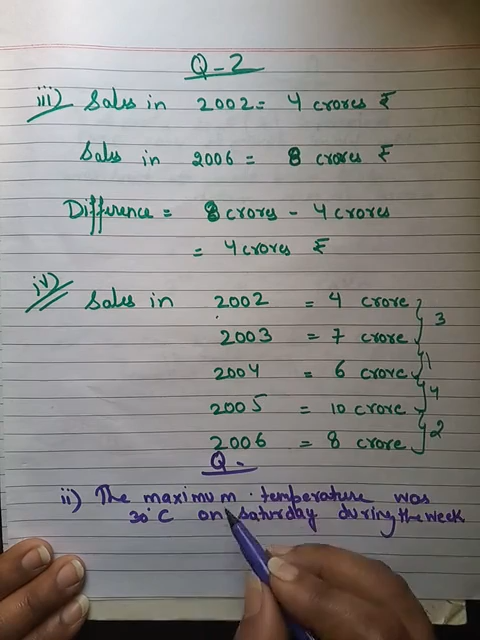 Q-2
iii) Sales in 2002 = 4 crores ₹
Sales in 2006 = 8 crores ₹
Difference = 8 crores - 4 crores
= 4 crores ₹
iv) Sales in 2002 = 4 crore
3
2003 = 7 crore
1
2004 = 6 crore
4
2005 = 10 crore
2
2006 = 8 crore
Q.
ii) The maximum temperature was
30°C on saturday during the week